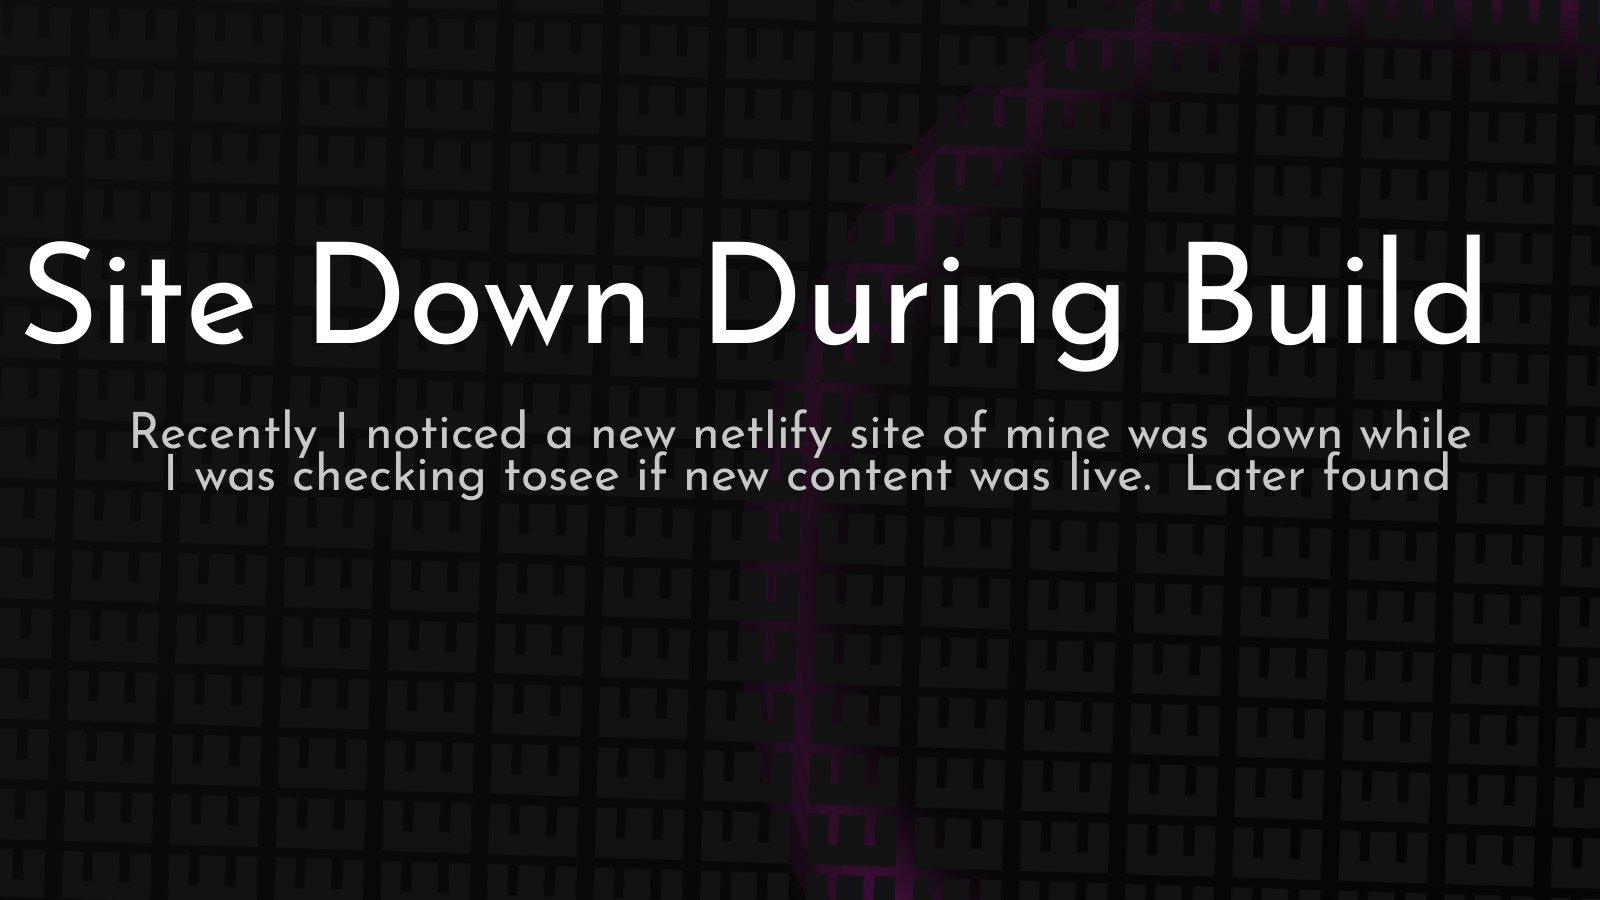 Site Down During Build
Recently I noticed a new netlify site of mine was down while
I was checking tosee if new content was live. Later found